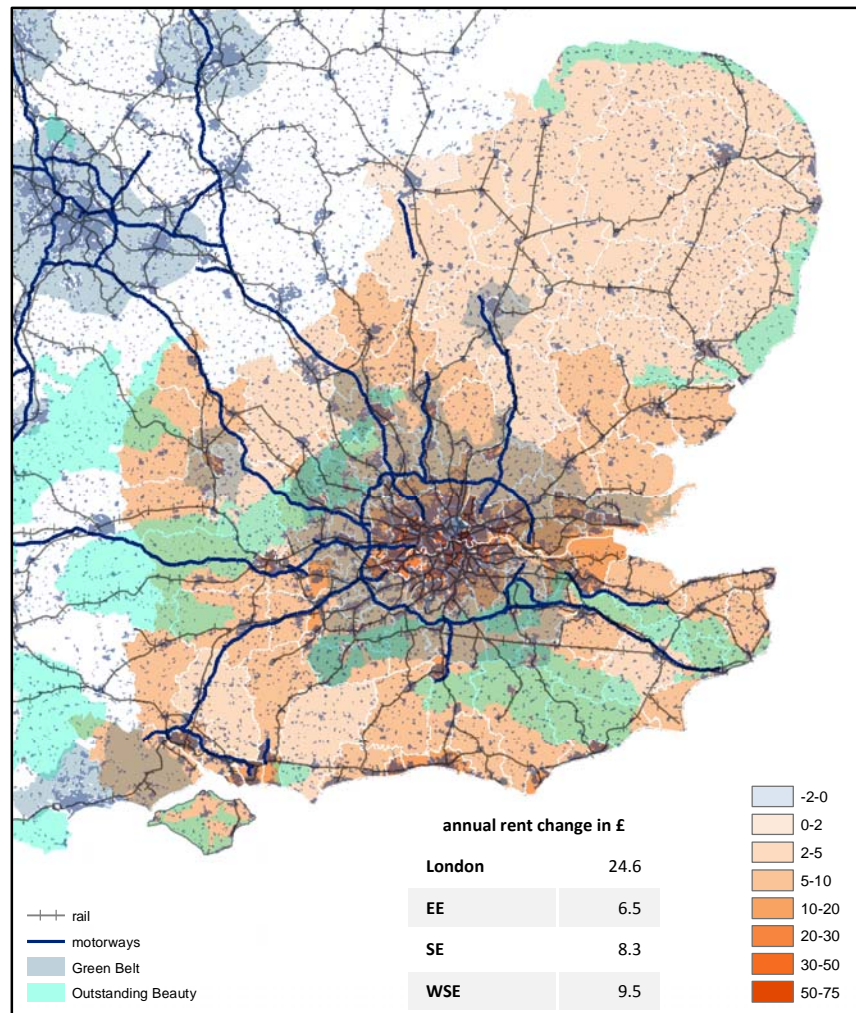 annual rent change in £
London 24.6
EE 6.5
SE 8.3
WSE 9.5
rail
motorways
Green Belt
Outstanding Beauty
-2-0
0-2
2-5
5-10
10-20
20-30
30-50
50-75